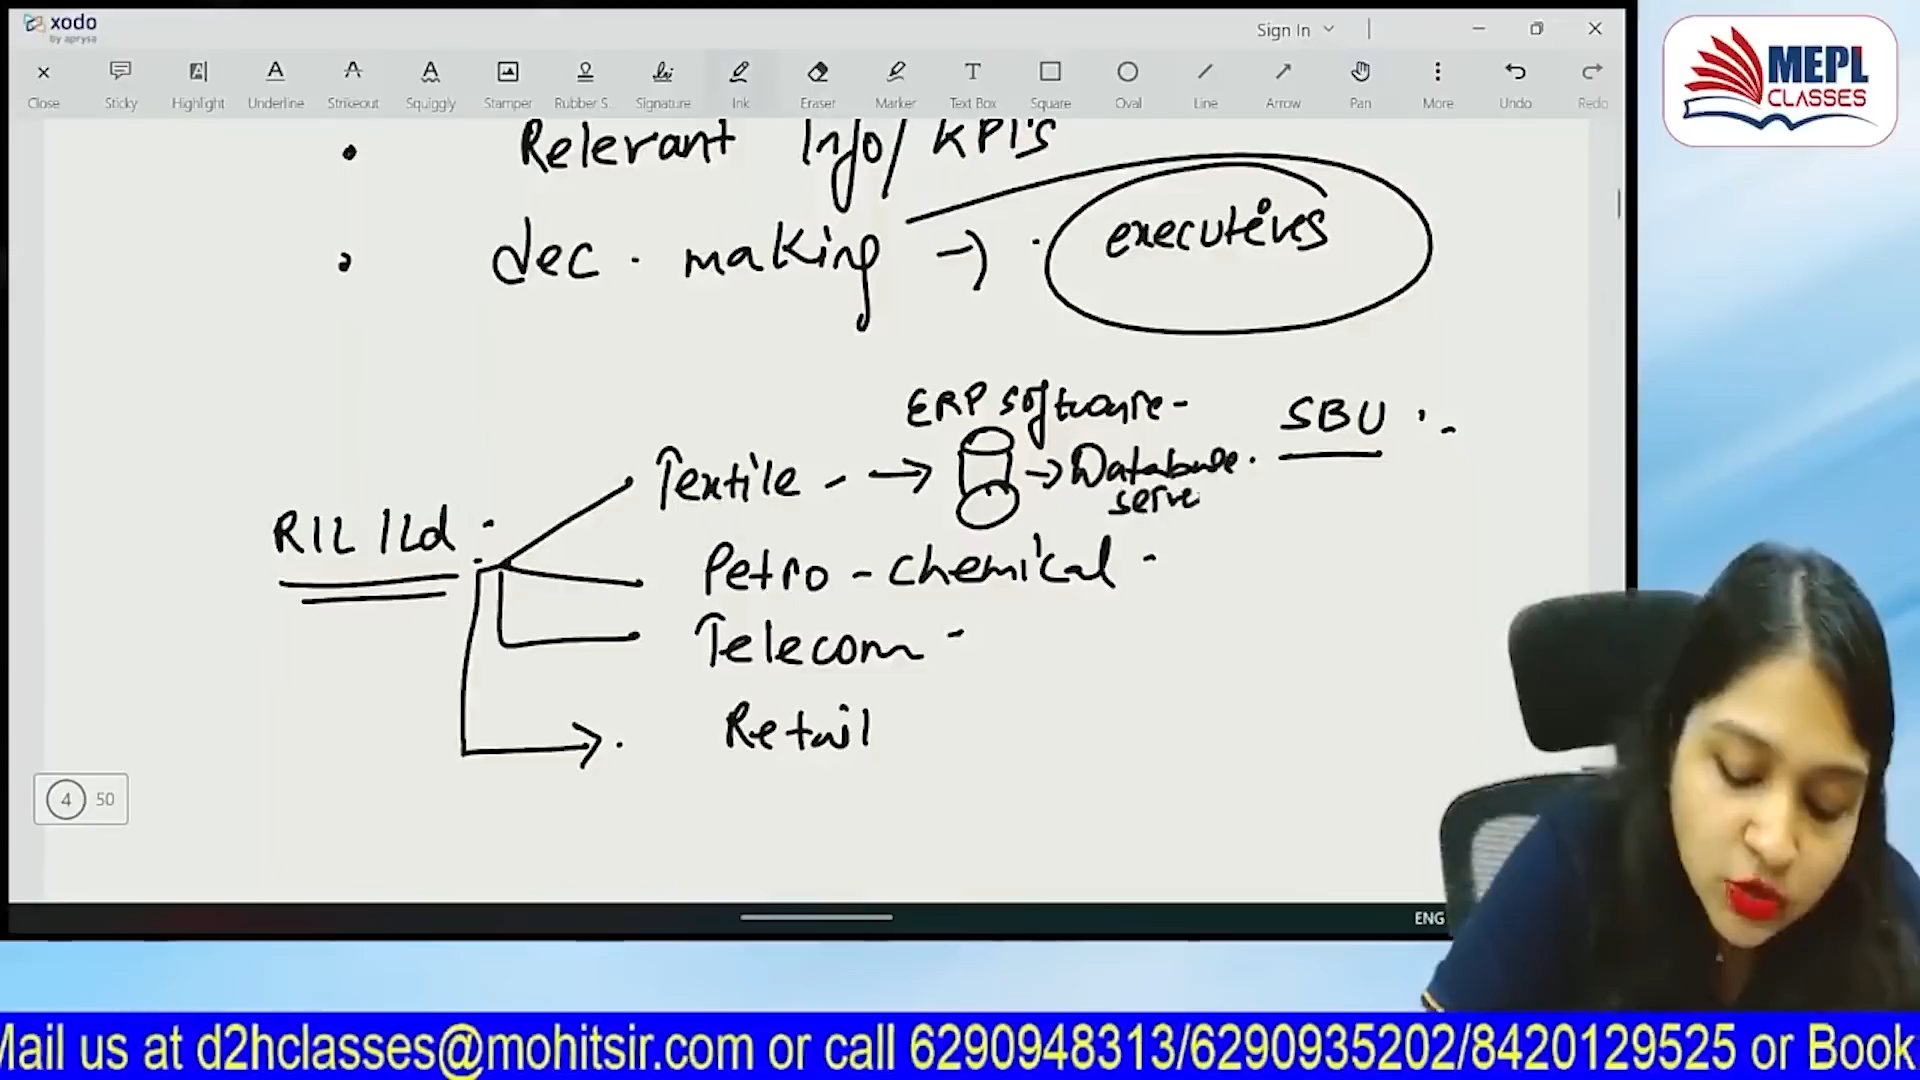 xodo
by apryse
Sign In
Close
Sticky
Highlight
Underline
Strikeout
Squiggly
Stamper
Rubber S...
Signature
Ink
Eraser
Marker
Text Box
Square
Oval
Line
Arrow
Pan
More
Undo
Redo
MEPL
CLASSES
Relevant Info/KPI's
dec. making → executives
ERP software - SBU
Textile → Database
serve
RIL
Petro-chemical
Telecom
Retail
4 50
ENG
Mail us at d2hclasses@mohitsir.com or call 6290948313/6290935202/8420129525 or Book